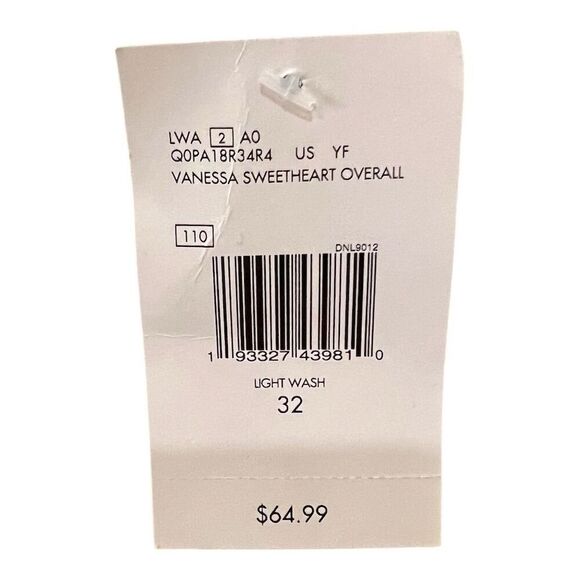 LWA 2 A0
Q0PA18R34R4 US YF
VANESSA SWEETHEART OVERALL
110
DNL9012
1 93327 43981 0
LIGHT WASH
32
$64.99